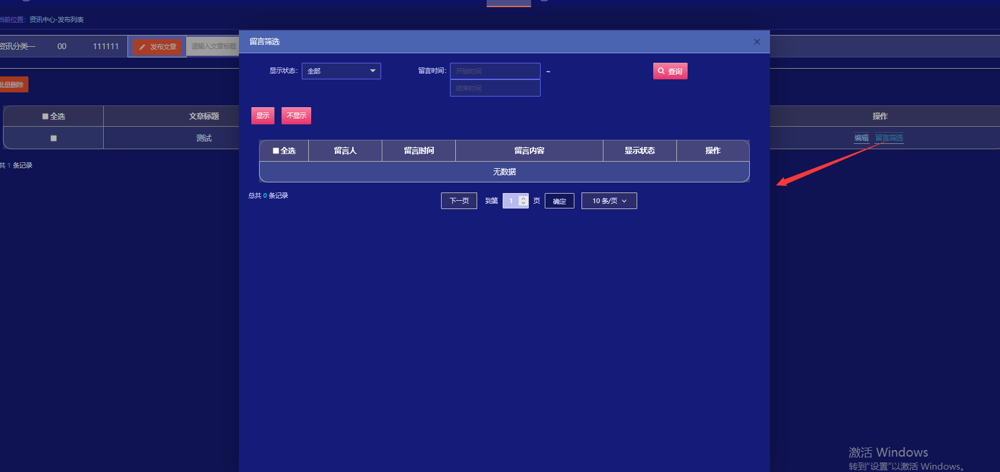 当前位置：资讯中心-发布列表
资讯分类一 00 111111 发布文章 请输入文章标题
批量删除
全选 文章标题 操作
测试 编辑 留言筛选
共 1 条记录
留言筛选
显示状态： 全部 留言时间： 开始时间 ~ 查询
结束时间
显示 不显示
全选 留言人 留言时间 留言内容 显示状态 操作
无数据
总共 0 条记录 下一页 到第 1 页 确定 10 条/页
激活 Windows
转到"设置"以激活 Windows。